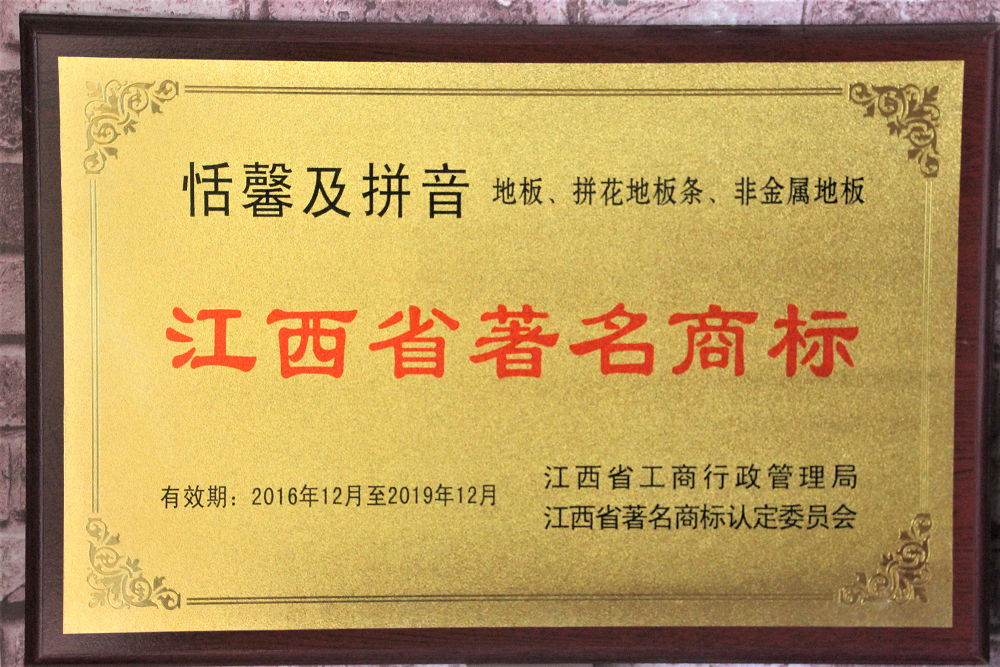 恬馨及拼音 地板、拼花地板条、非金属地板
江西省著名商标
有效期：2016年12月至2019年12月
江西省工商行政管理局
江西省著名商标认定委员会